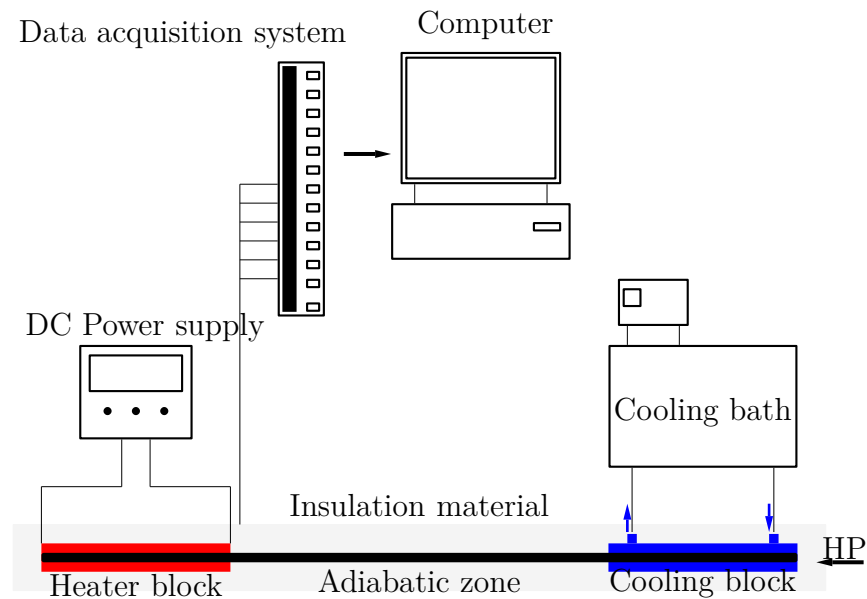 Data acquisition system
Computer
DC Power supply
Cooling bath
Insulation material
HP
Heater block
Adiabatic zone
Cooling block